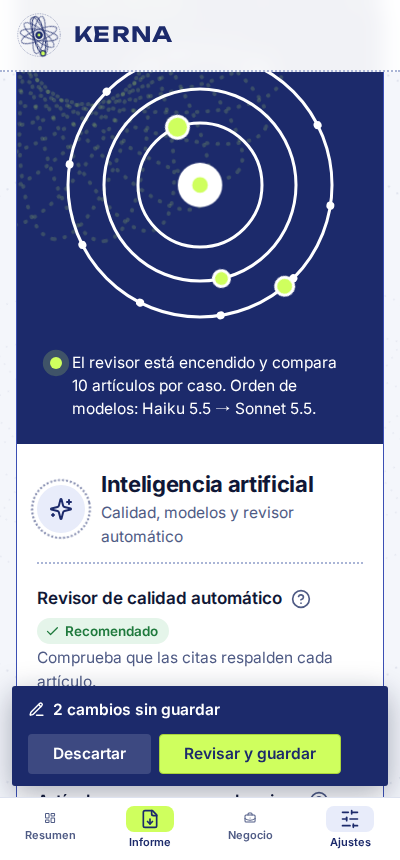 KERNA
El revisor está encendido y compara
10 artículos por caso. Orden de
modelos: Haiku 5.5 → Sonnet 5.5.
Inteligencia artificial
Calidad, modelos y revisor
automático
Revisor de calidad automático
Recomendado
Comprueba que las citas respalden cada
artículo.
2 cambios sin guardar
Descartar
Revisar y guardar
Resumen
Informe
Negocio
Ajustes